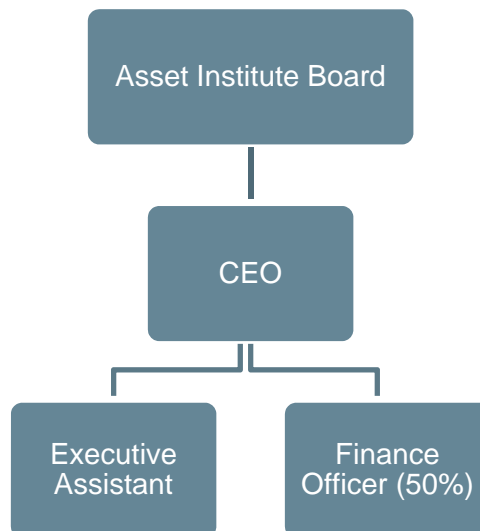 Asset Institute Board
CEO
Executive
Assistant
Finance
Officer (50%)